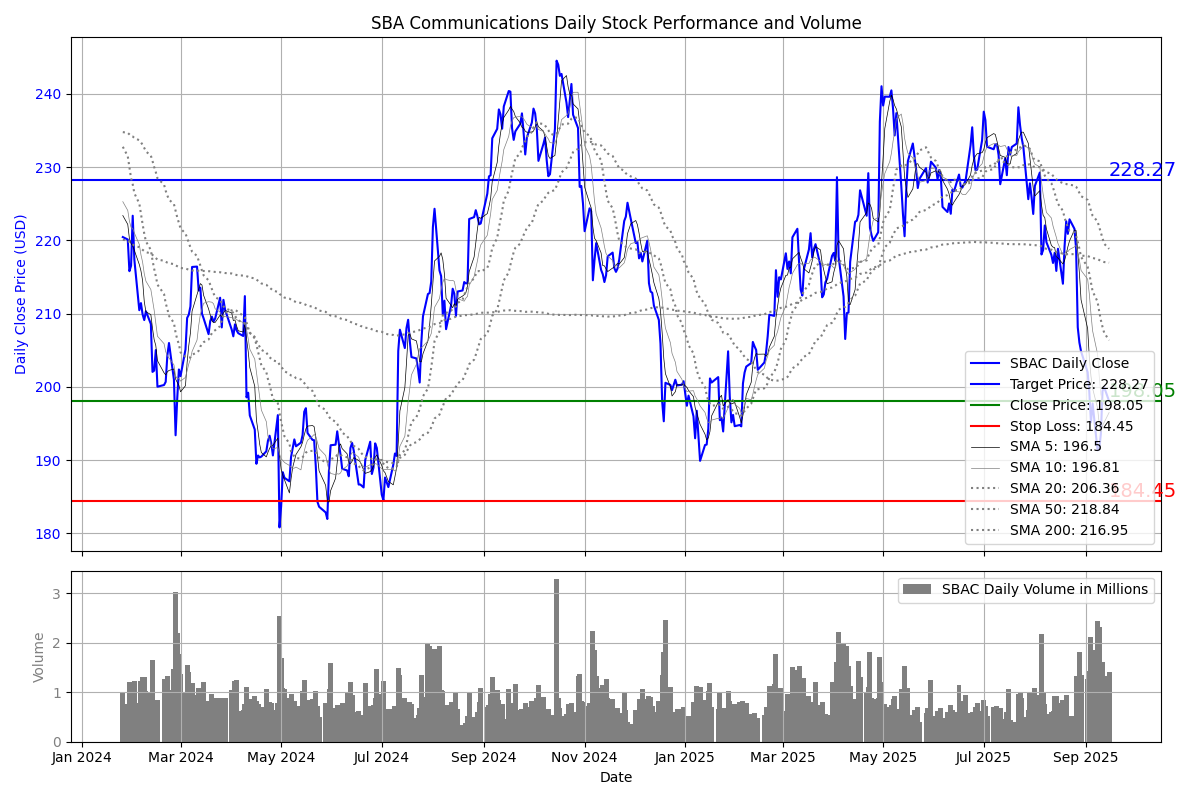 SBA Communications Daily Stock Performance and Volume
Daily Close Price (USD)
240
230
220
210
200
190
180
228.27
198.05
184.45
SBAC Daily Close
Target Price: 228.27
Close Price: 198.05
Stop Loss: 184.45
SMA 5: 196.5
SMA 10: 196.81
SMA 20: 206.36
SMA 50: 218.84
SMA 200: 216.95
Volume
3
2
1
0
SBAC Daily Volume in Millions
Jan 2024 Mar 2024 May 2024 Jul 2024 Sep 2024 Nov 2024 Jan 2025 Mar 2025 May 2025 Jul 2025 Sep 2025
Date